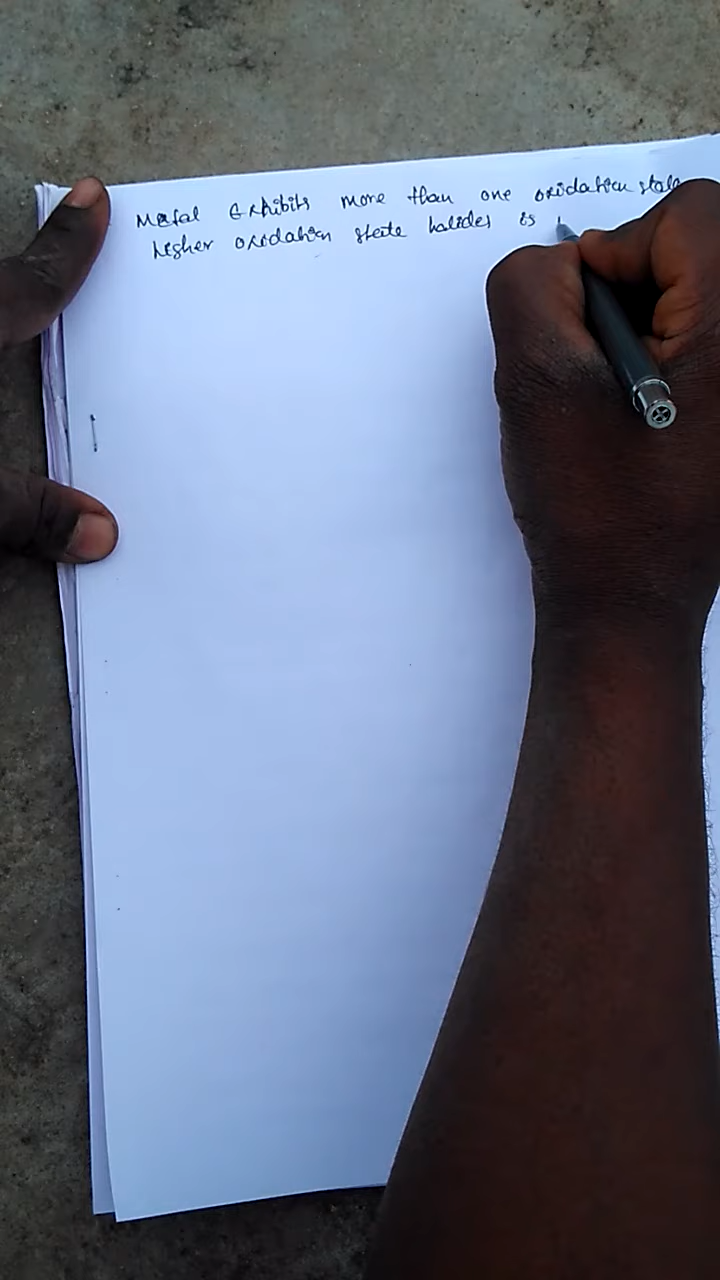 Metal Exhibits more than one oxidation state
higher oxidation state halides is